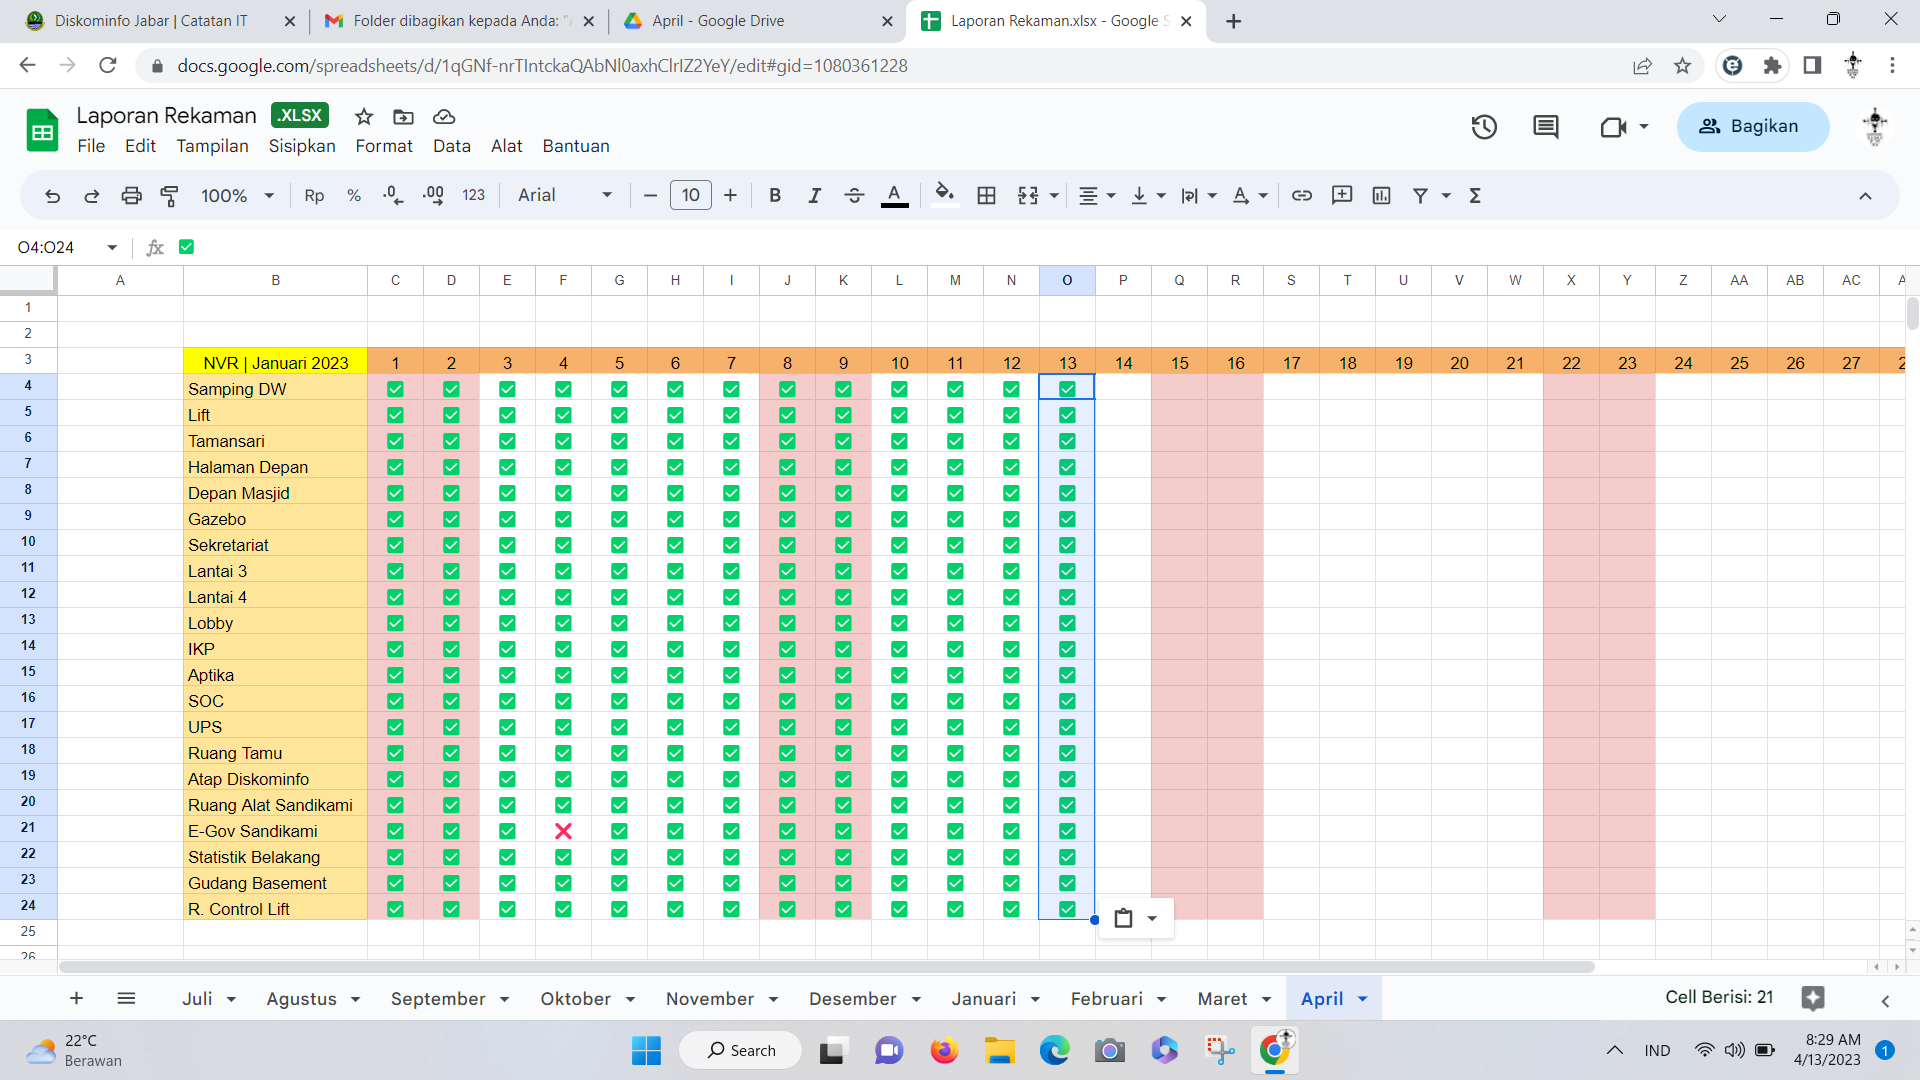 Diskominfo Jabar | Catatan IT
Folder dibagikan kepada Anda: "
April - Google Drive
Laporan Rekaman.xlsx - Google S
docs.google.com/spreadsheets/d/1qGNf-nrTIntckaQAbNl0axhClrIZ2YeY/edit#gid=1080361228
Laporan Rekaman .XLSX
File Edit Tampilan Sisipkan Format Data Alat Bantuan
Bagikan
100% Rp % .0 .00 123 Arial 10 B I A A Σ
O4:O24 fx ✅
A B C D E F G H I J K L M N O P Q R S T U V W X Y Z AA AB AC
1
2
3 NVR | Januari 2023 1 2 3 4 5 6 7 8 9 10 11 12 13 14 15 16 17 18 19 20 21 22 23 24 25 26 27 2
4 Samping DW ✅ ✅ ✅ ✅ ✅ ✅ ✅ ✅ ✅ ✅ ✅ ✅ ✅
5 Lift ✅ ✅ ✅ ✅ ✅ ✅ ✅ ✅ ✅ ✅ ✅ ✅ ✅
6 Tamansari ✅ ✅ ✅ ✅ ✅ ✅ ✅ ✅ ✅ ✅ ✅ ✅ ✅
7 Halaman Depan ✅ ✅ ✅ ✅ ✅ ✅ ✅ ✅ ✅ ✅ ✅ ✅ ✅
8 Depan Masjid ✅ ✅ ✅ ✅ ✅ ✅ ✅ ✅ ✅ ✅ ✅ ✅ ✅
9 Gazebo ✅ ✅ ✅ ✅ ✅ ✅ ✅ ✅ ✅ ✅ ✅ ✅ ✅
10 Sekretariat ✅ ✅ ✅ ✅ ✅ ✅ ✅ ✅ ✅ ✅ ✅ ✅ ✅
11 Lantai 3 ✅ ✅ ✅ ✅ ✅ ✅ ✅ ✅ ✅ ✅ ✅ ✅ ✅
12 Lantai 4 ✅ ✅ ✅ ✅ ✅ ✅ ✅ ✅ ✅ ✅ ✅ ✅ ✅
13 Lobby ✅ ✅ ✅ ✅ ✅ ✅ ✅ ✅ ✅ ✅ ✅ ✅ ✅
14 IKP ✅ ✅ ✅ ✅ ✅ ✅ ✅ ✅ ✅ ✅ ✅ ✅ ✅
15 Aptika ✅ ✅ ✅ ✅ ✅ ✅ ✅ ✅ ✅ ✅ ✅ ✅ ✅
16 SOC ✅ ✅ ✅ ✅ ✅ ✅ ✅ ✅ ✅ ✅ ✅ ✅ ✅
17 UPS ✅ ✅ ✅ ✅ ✅ ✅ ✅ ✅ ✅ ✅ ✅ ✅ ✅
18 Ruang Tamu ✅ ✅ ✅ ✅ ✅ ✅ ✅ ✅ ✅ ✅ ✅ ✅ ✅
19 Atap Diskominfo ✅ ✅ ✅ ✅ ✅ ✅ ✅ ✅ ✅ ✅ ✅ ✅ ✅
20 Ruang Alat Sandikami ✅ ✅ ✅ ✅ ✅ ✅ ✅ ✅ ✅ ✅ ✅ ✅ ✅
21 E-Gov Sandikami ✅ ✅ ✅ ❌ ✅ ✅ ✅ ✅ ✅ ✅ ✅ ✅ ✅
22 Statistik Belakang ✅ ✅ ✅ ✅ ✅ ✅ ✅ ✅ ✅ ✅ ✅ ✅ ✅
23 Gudang Basement ✅ ✅ ✅ ✅ ✅ ✅ ✅ ✅ ✅ ✅ ✅ ✅ ✅
24 R. Control Lift ✅ ✅ ✅ ✅ ✅ ✅ ✅ ✅ ✅ ✅ ✅ ✅ ✅
25
26
Juli Agustus September Oktober November Desember Januari Februari Maret April Cell Berisi: 21
22°C
Berawan
Search
IND
8:29 AM
4/13/2023
1